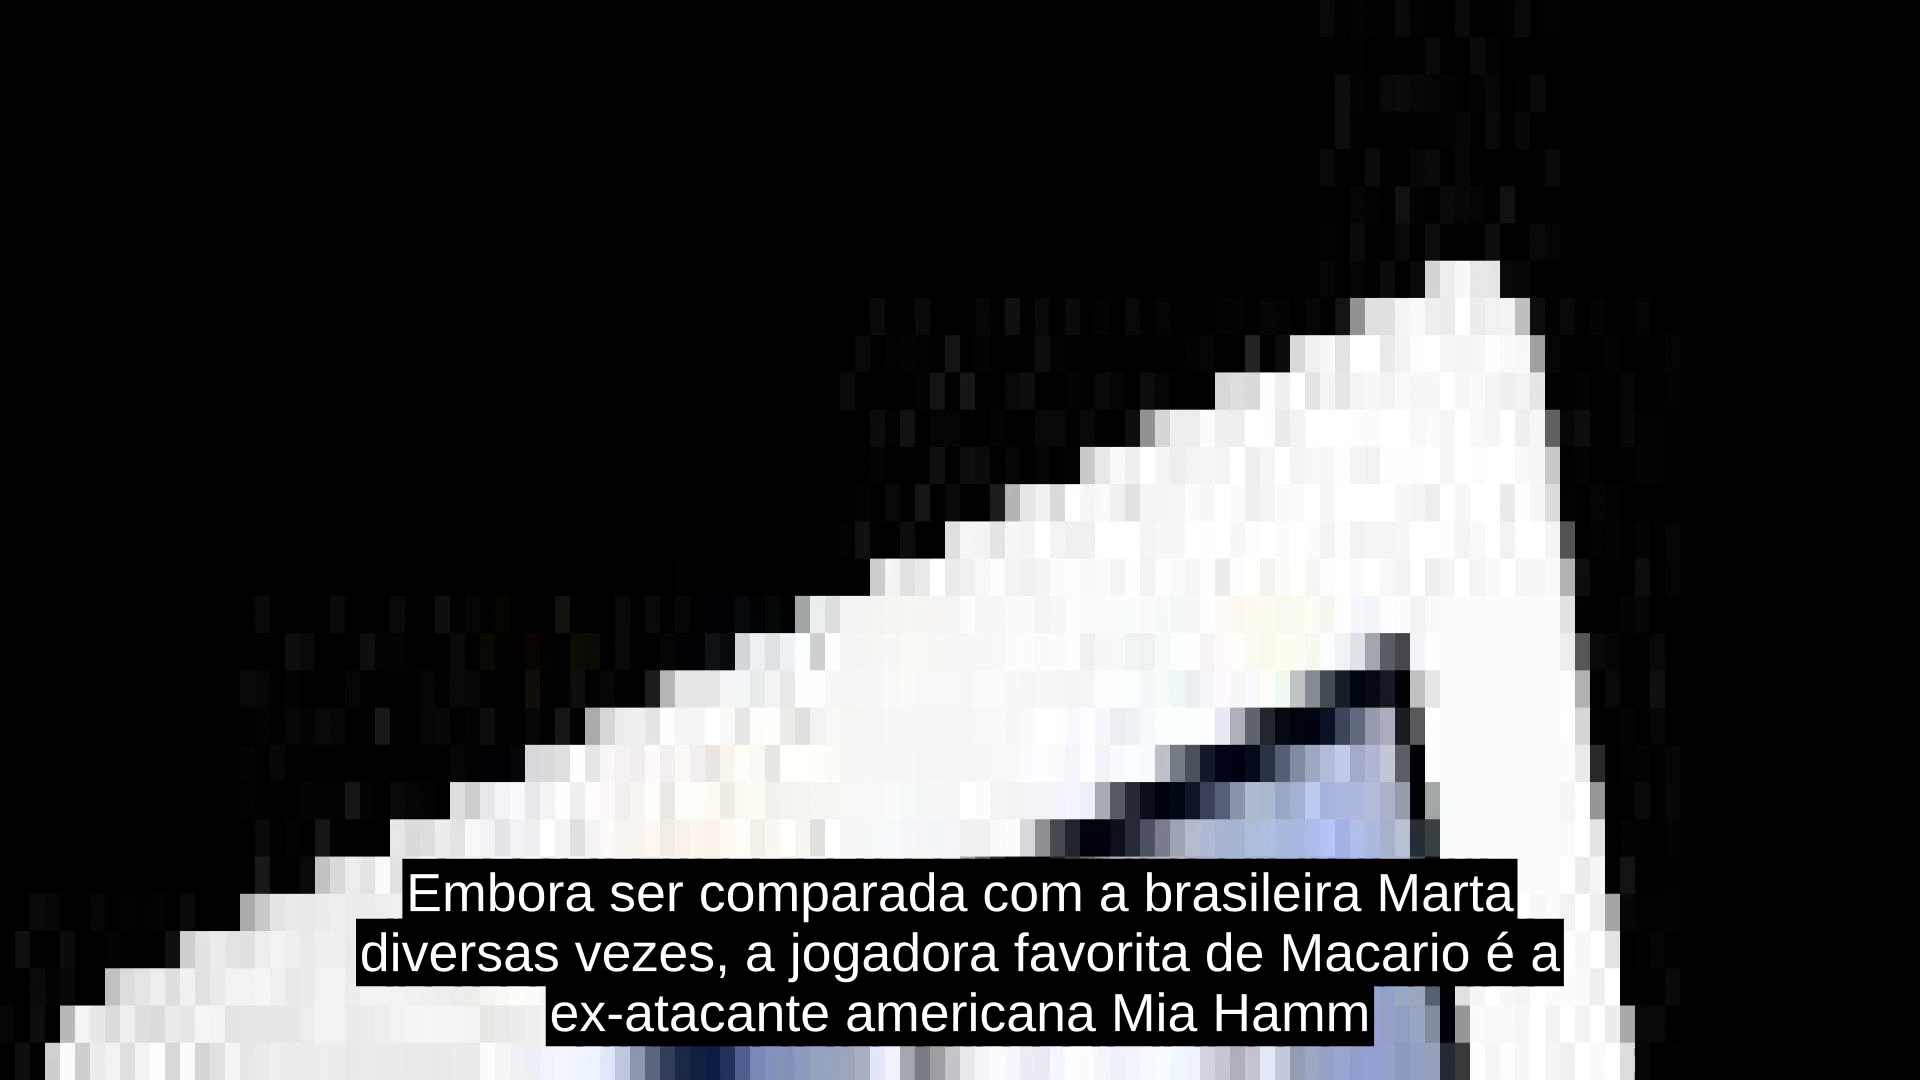 Embora ser comparada com a brasileira Marta
diversas vezes, a jogadora favorita de Macario é a
ex-atacante americana Mia Hamm